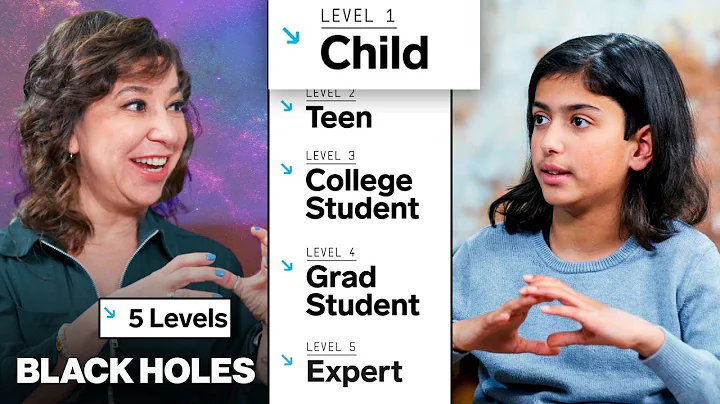 LEVEL 1
Child
LEVEL 2
Teen
LEVEL 3
College
Student
LEVEL 4
Grad
Student
LEVEL 5
Expert
5 Levels
BLACK HOLES